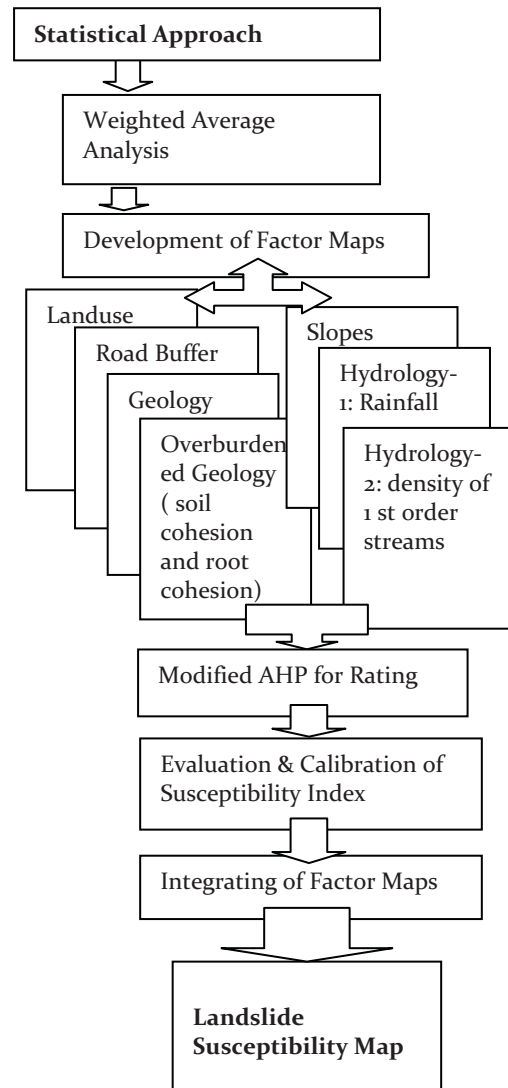 Statistical Approach
Weighted Average
Analysis
Development of Factor Maps
Landuse
Road Buffer
Geology
Overburden
ed Geology
( soil
cohesion
and root
cohesion)
Slopes
Hydrology-
1: Rainfall
Hydrology-
2: density of
1 st order
streams
Modified AHP for Rating
Evaluation & Calibration of
Susceptibility Index
Integrating of Factor Maps
Landslide
Susceptibility Map